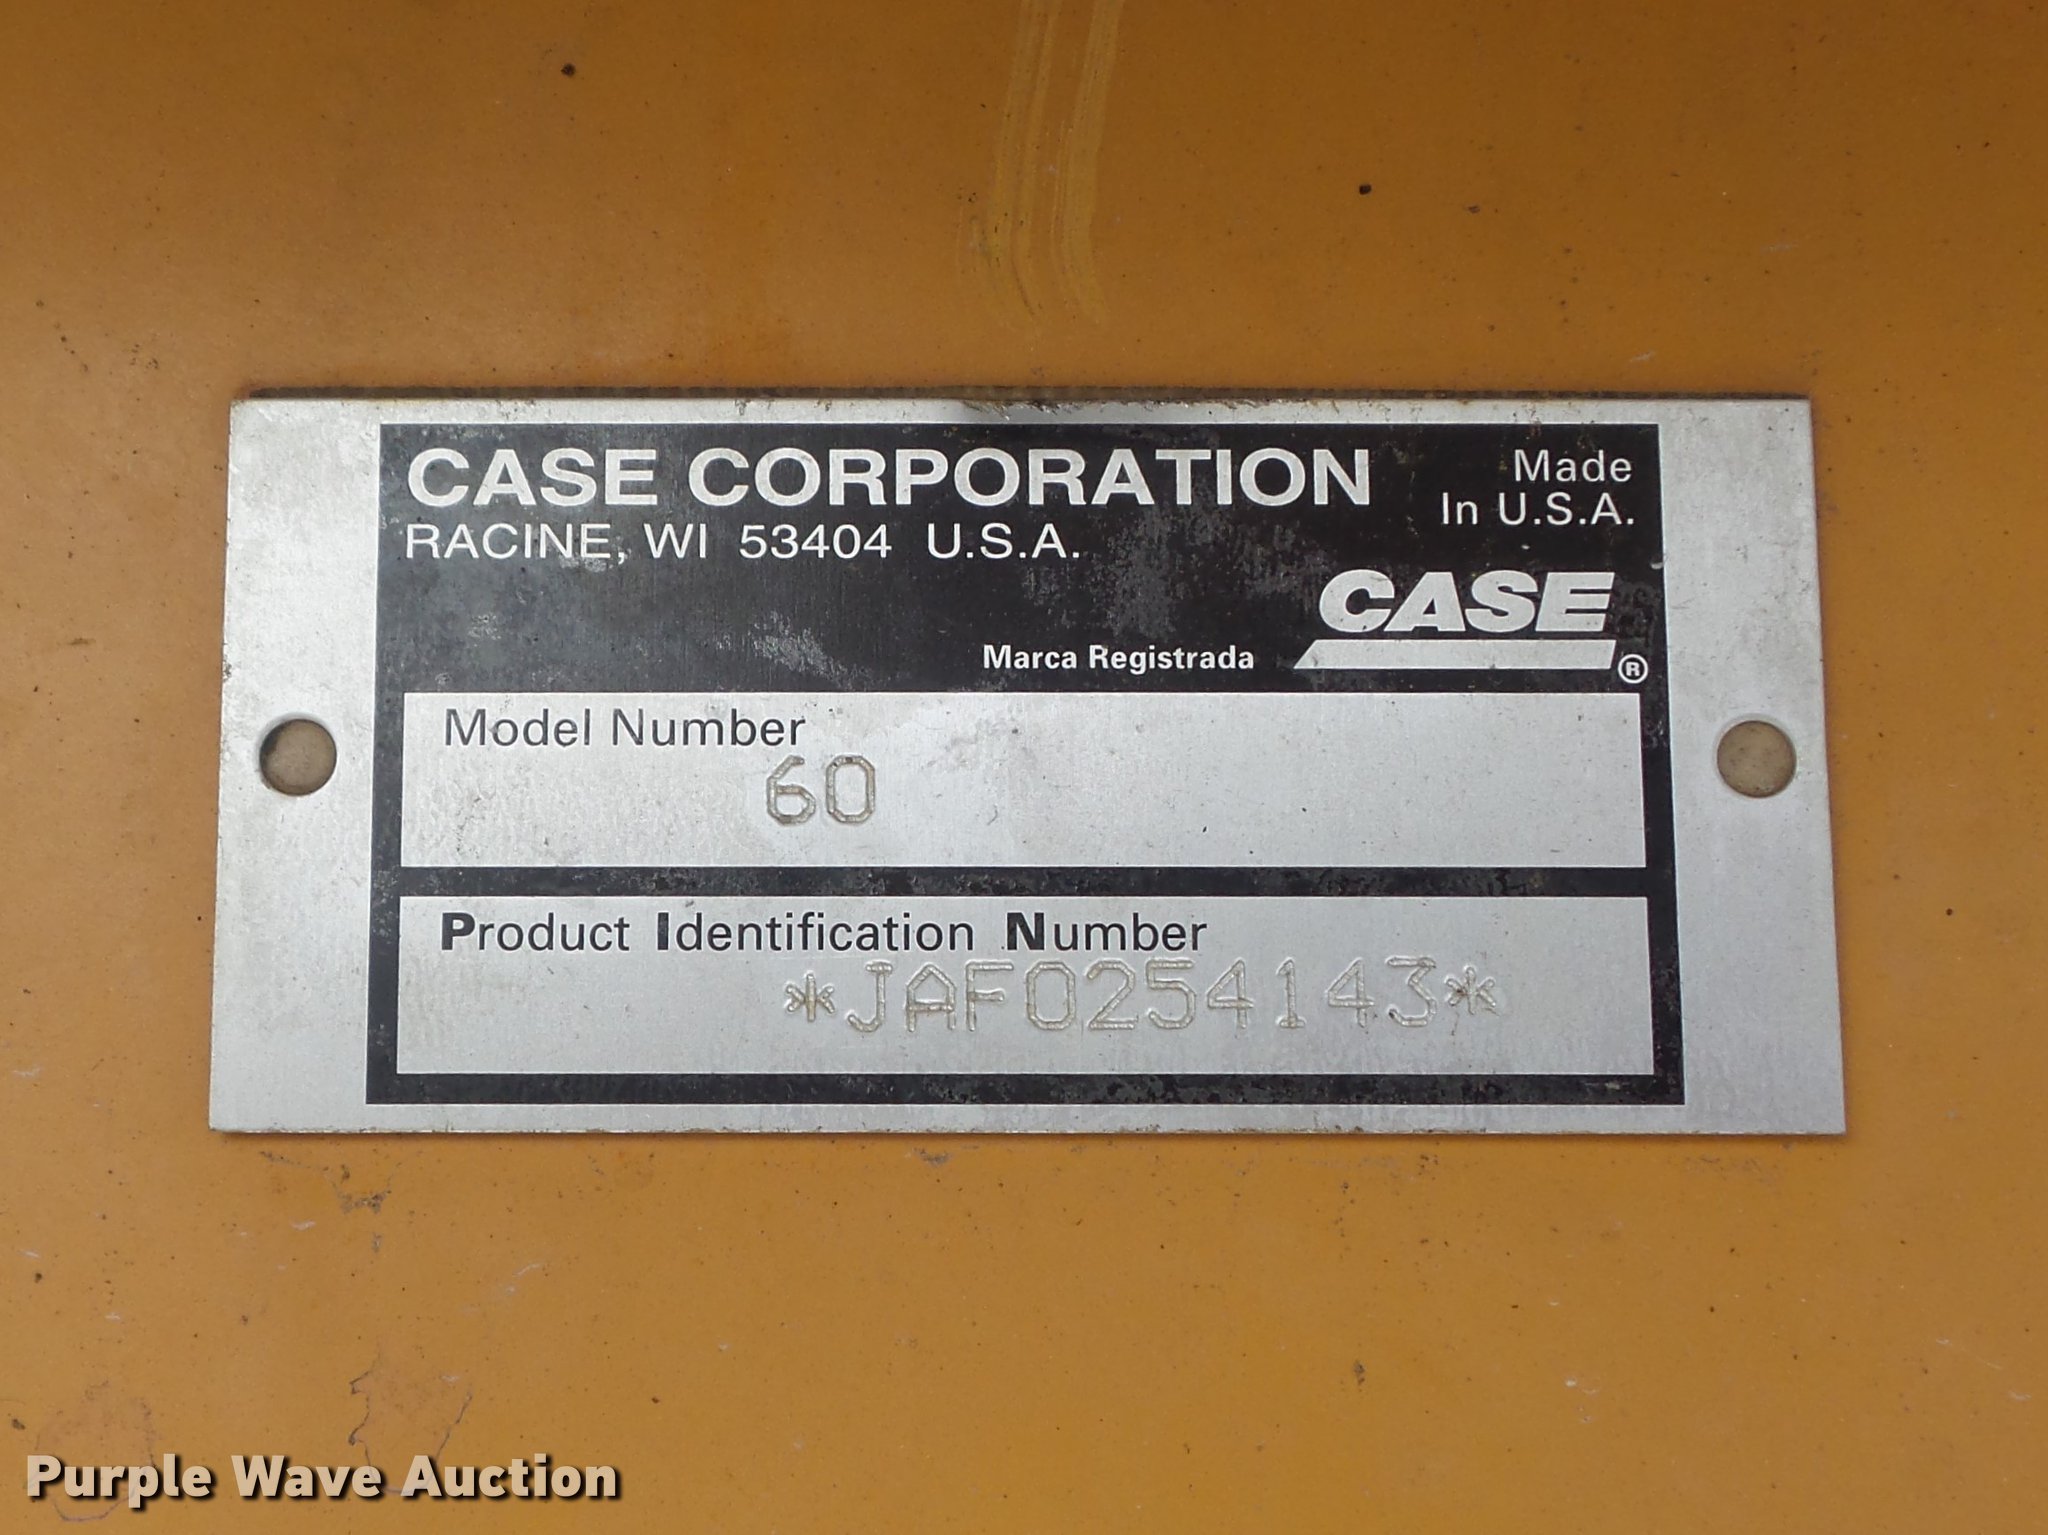 CASE CORPORATION
RACINE, WI 53404 U.S.A.
Made
In U.S.A.
CASE
Marca Registrada
®
Model Number
60
Product Identification Number
*JAF0254143*
Purple Wave Auction